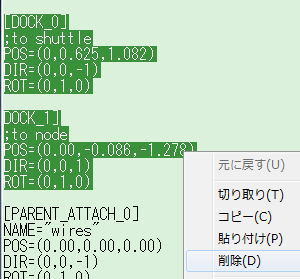 [DOCK_0]
;to shuttle
POS=(0,0.625,1.082)
DIR=(0,0,-1)
ROT=(0,1,0)
[DOCK_1]
;to node
POS=(0.00,-0.086,-1.278)
DIR=(0,0,1)
ROT=(0,1,0)
[PARENT_ATTACH_0]
NAME="wires"
POS=(0.00,0.00,0.00)
DIR=(0,0,-1)
ROT=(0,1,0)
元に戻す(U)
切り取り(T)
コピー(C)
貼り付け(P)
削除(D)